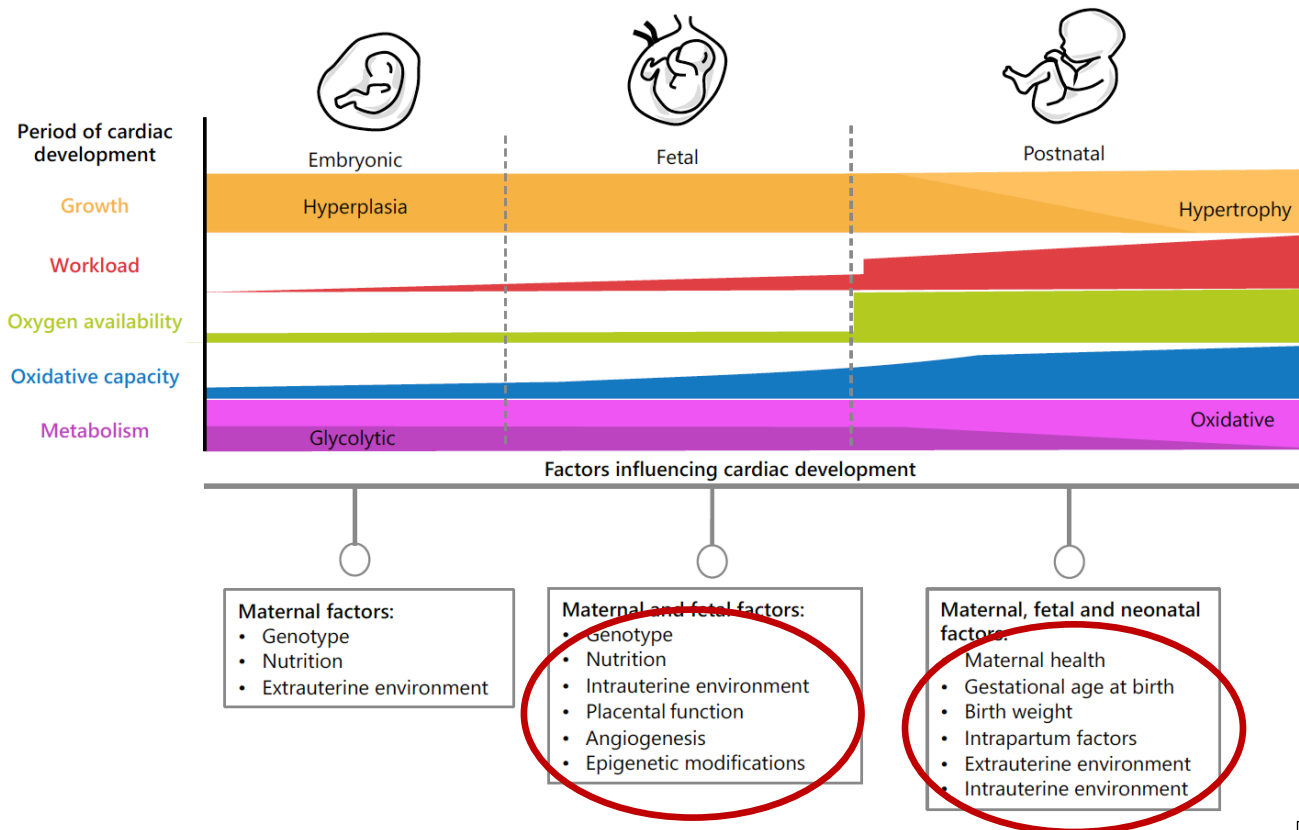 Period of cardiac
development
Embryonic
Fetal
Postnatal
Growth
Hyperplasia
Hypertrophy
Workload
Oxygen availability
Oxidative capacity
Metabolism
Glycolytic
Oxidative
Factors influencing cardiac development
Maternal factors:
• Genotype
• Nutrition
• Extrauterine environment
Maternal and fetal factors:
• Genotype
• Nutrition
• Intrauterine environment
• Placental function
• Angiogenesis
• Epigenetic modifications
Maternal, fetal and neonatal
factors:
Maternal health
• Gestational age at birth
• Birth weight
• Intrapartum factors
• Extrauterine environment
• Intrauterine environment